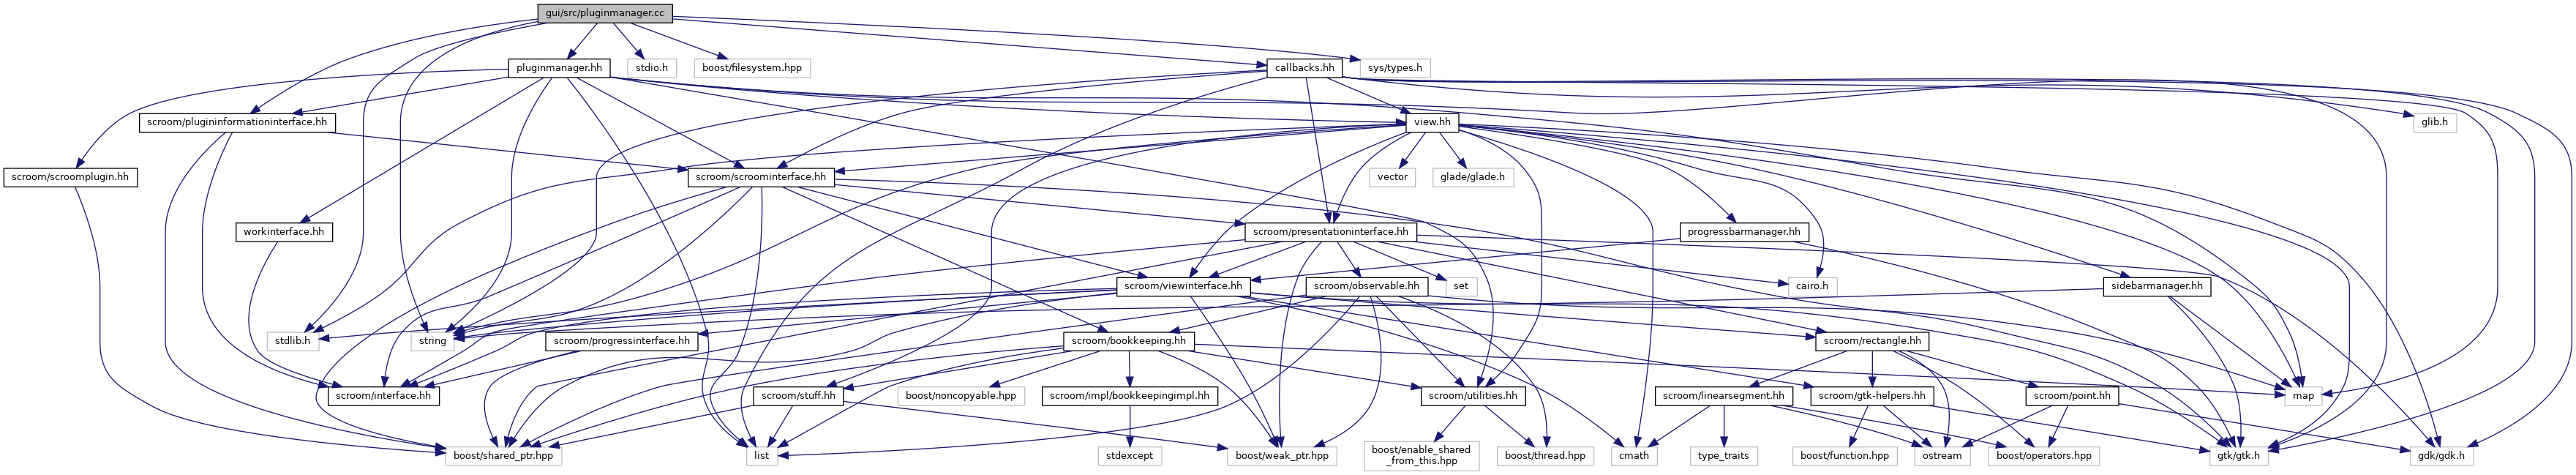 gui/src/pluginmanager.cc
pluginmanager.hh
stdio.h
boost/filesystem.hpp
callbacks.hh
sys/types.h
scroom/plugininformationinterface.hh
view.hh
glib.h
scroom/scroomplugin.hh
scroom/scroominterface.hh
vector
glade/glade.h
workinterface.hh
scroom/presentationinterface.hh
progressbarmanager.hh
scroom/viewinterface.hh
scroom/observable.hh
set
cairo.h
sidebarmanager.hh
stdlib.h
string
scroom/progressinterface.hh
scroom/bookkeeping.hh
scroom/rectangle.hh
scroom/interface.hh
scroom/stuff.hh
boost/noncopyable.hpp
scroom/impl/bookkeepingimpl.hh
scroom/utilities.hh
scroom/linearsegment.hh
scroom/gtk-helpers.hh
scroom/point.hh
map
boost/shared_ptr.hpp
list
stdexcept
boost/weak_ptr.hpp
boost/enable_shared
_from_this.hpp
boost/thread.hpp
cmath
type_traits
boost/function.hpp
ostream
boost/operators.hpp
gtk/gtk.h
gdk/gdk.h